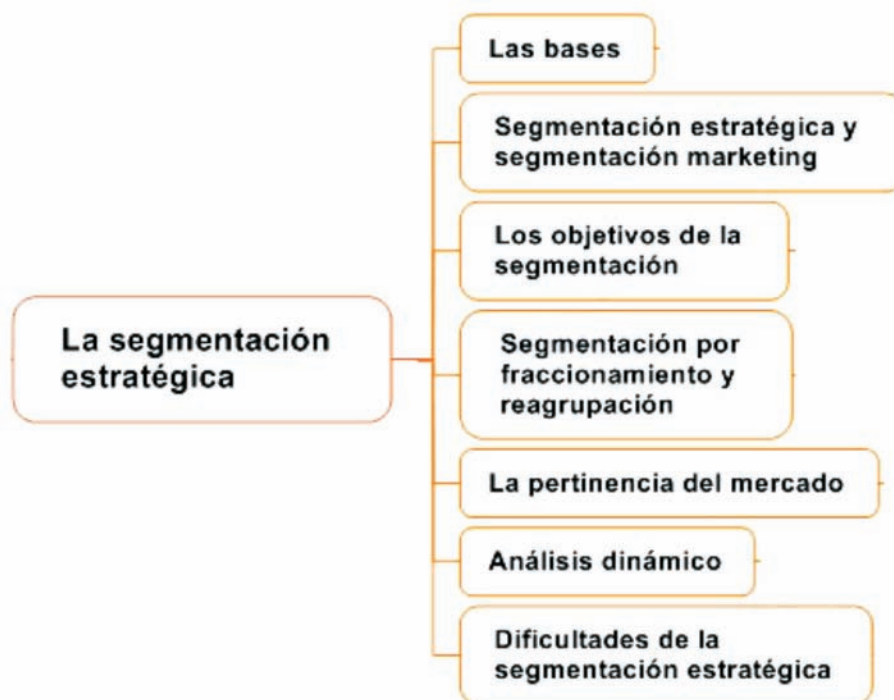 Las bases
Segmentación estratégica y
segmentación marketing
Los objetivos de la
segmentación
La segmentación
estratégica
Segmentación por
fraccionamiento y
reagrupación
La pertinencia del mercado
Análisis dinámico
Dificultades de la
segmentación estratégica